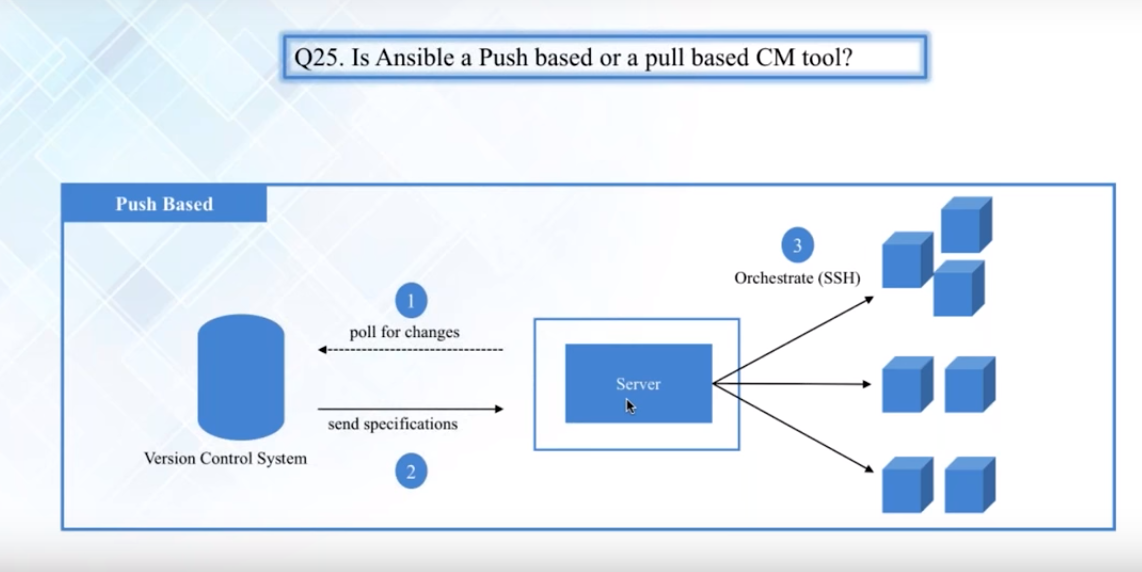 Q25. Is Ansible a Push based or a pull based CM tool?
Push Based
1
poll for changes
send specifications
2
Version Control System
Server
3
Orchestrate (SSH)